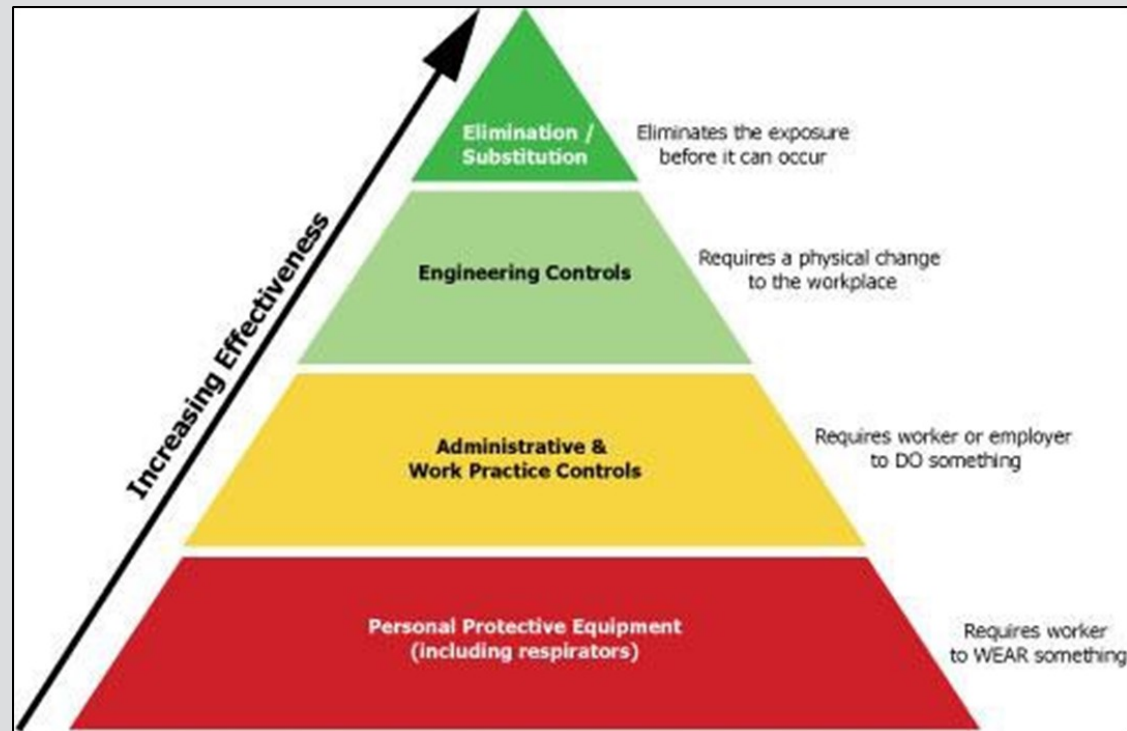 Increasing Effectiveness
Elimination /
Substitution
Eliminates the exposure
before it can occur
Engineering Controls
Requires a physical change
to the workplace
Administrative &
Work Practice Controls
Requires worker or employer
to DO something
Personal Protective Equipment
(including respirators)
Requires worker
to WEAR something